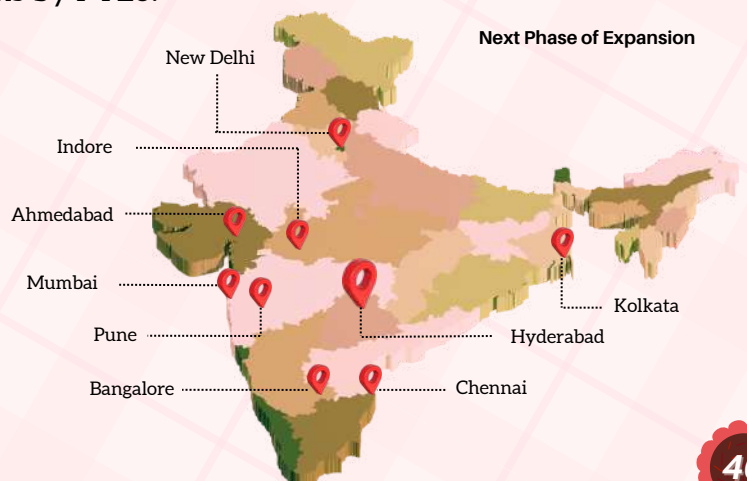 Next Phase of Expansion
New Delhi
Indore
Ahmedabad
Mumbai
Kolkata
Pune
Hyderabad
Bangalore
Chennai